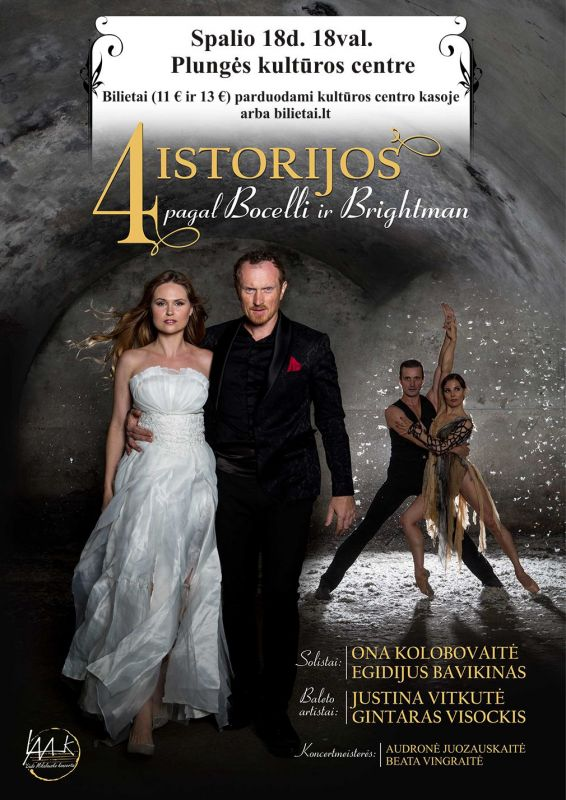 Spalio 18d. 18val.
Plungės kultūros centre
Bilietai (11 € ir 13 €) parduodami kultūros centro kasoje
arba bilietai.lt
4 ISTORIJOS
pagal Bocelli ir Brightman
Solistai: ONA KOLOBOVAITĖ
EGIDIJUS BAVIKINAS
Baleto artistai: JUSTINA VITKUTĖ
GINTARAS VISOCKIS
Koncertmeisterės: AUDRONĖ JUOZAUSKAITĖ
BEATA VINGRAITĖ